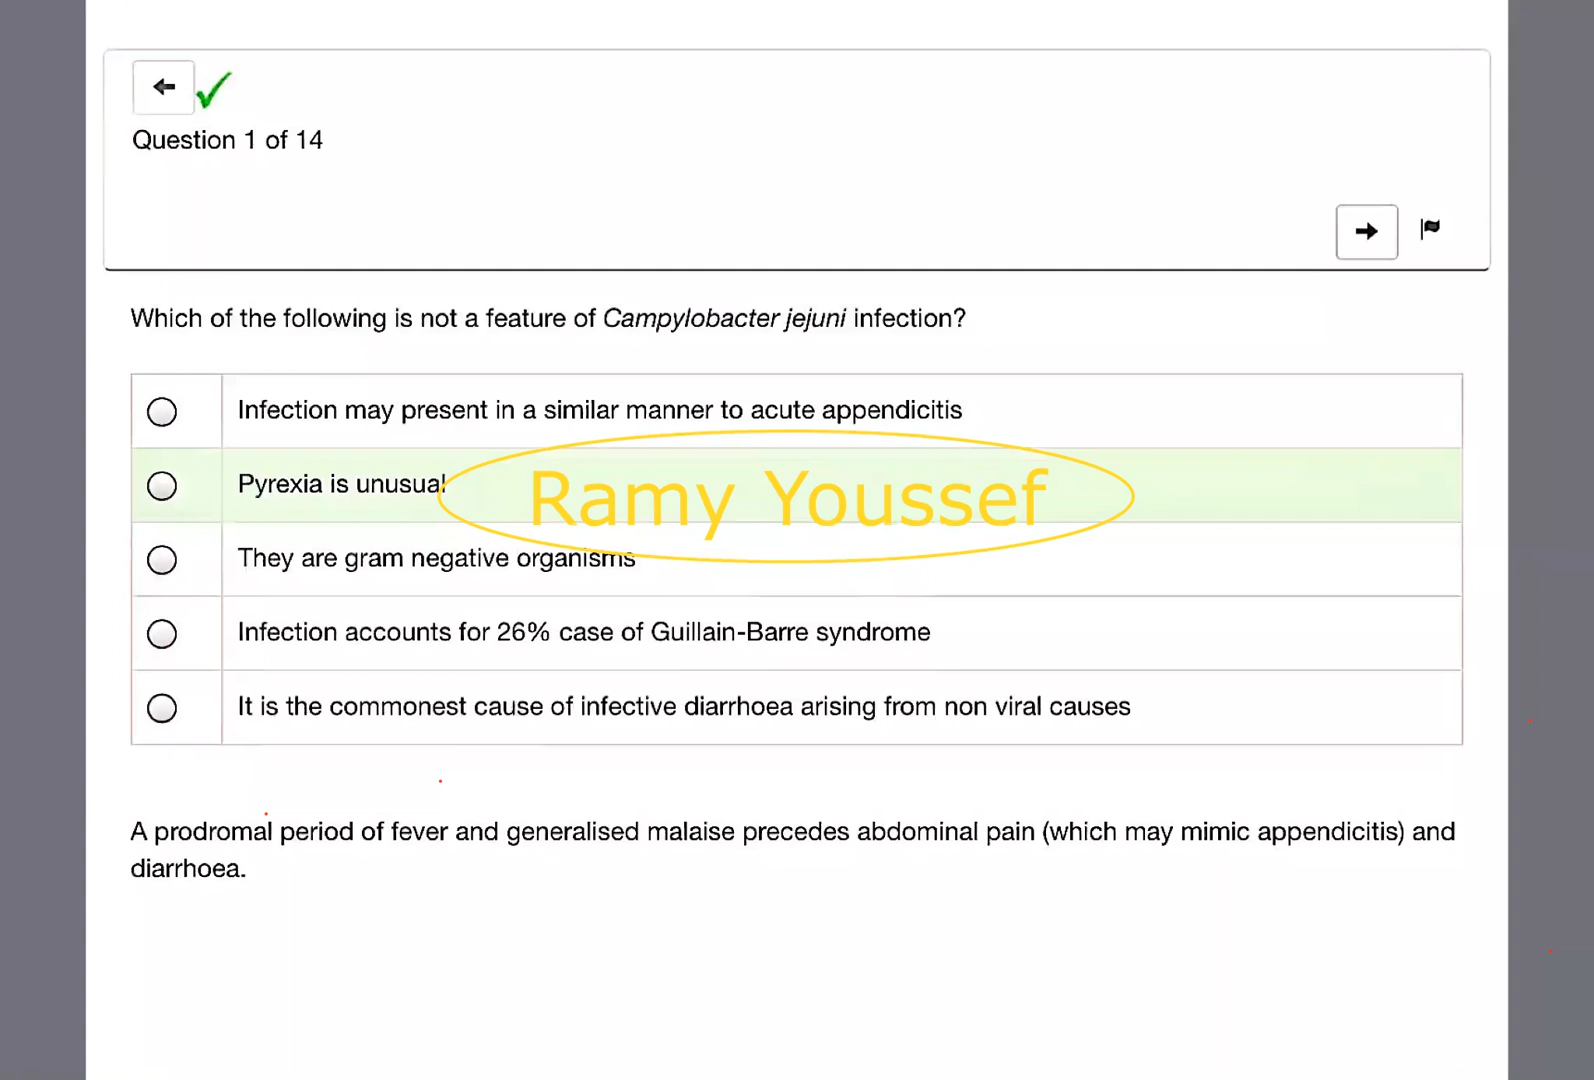 Question 1 of 14
Which of the following is not a feature of Campylobacter jejuni infection?
Infection may present in a similar manner to acute appendicitis
Pyrexia is unusual
Ramy Youssef
They are gram negative organisms
Infection accounts for 26% case of Guillain-Barre syndrome
It is the commonest cause of infective diarrhoea arising from non viral causes
A prodromal period of fever and generalised malaise precedes abdominal pain (which may mimic appendicitis) and
diarrhoea.